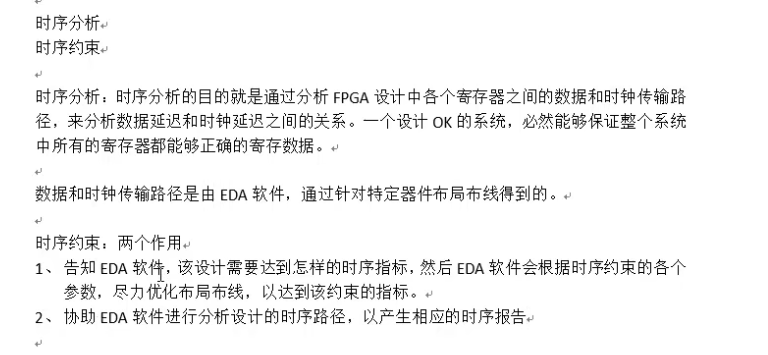 时序分析
时序约束
时序分析：时序分析的目的就是通过分析 FPGA 设计中各个寄存器之间的数据和时钟传输路
径，来分析数据延迟和时钟延迟之间的关系。一个设计 OK 的系统，必然能够保证整个系统
中所有的寄存器都能够正确的寄存数据。
数据和时钟传输路径是由 EDA 软件，通过针对特定器件布局布线得到的。
时序约束：两个作用
1、 告知 EDA 软件，该设计需要达到怎样的时序指标，然后 EDA 软件会根据时序约束的各个
参数，尽力优化布局布线，以达到该约束的指标。
2、 协助 EDA 软件进行分析设计的时序路径，以产生相应的时序报告